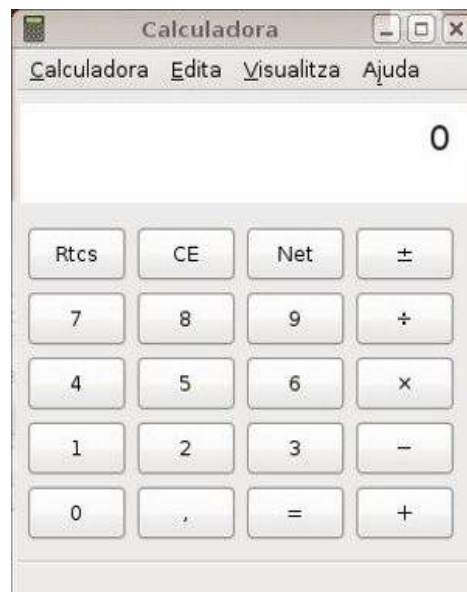 Calculadora
Calculadora Edita Visualitza Ajuda
0
Rtcs CE Net ±
7 8 9 ÷
4 5 6 ×
1 2 3 −
0 , = +